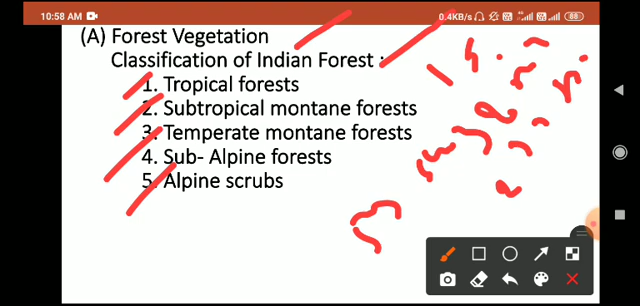 10:58 AM 0.4KB/s 88
(A) Forest Vegetation
Classification of Indian Forest :
1. Tropical forests
2. Subtropical montane forests
3. Temperate montane forests
4. Sub- Alpine forests
5. Alpine scrubs